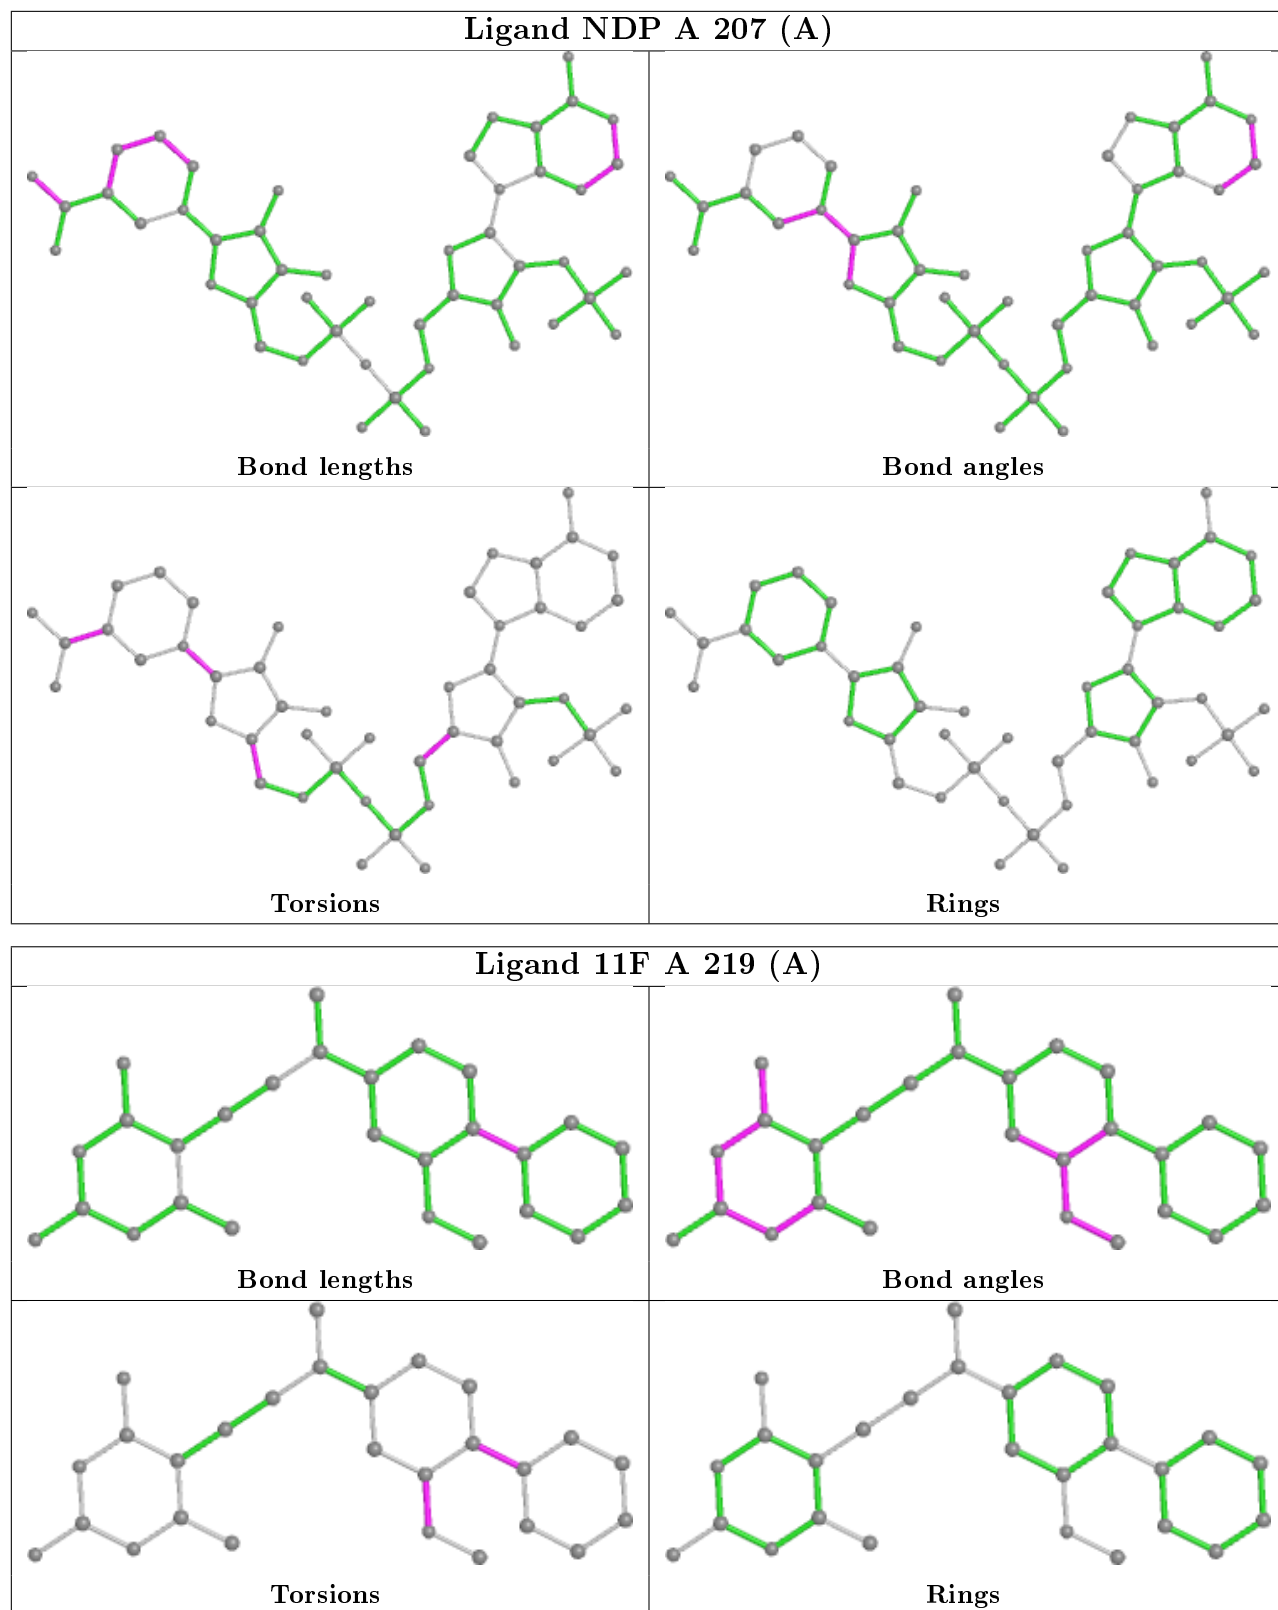 Ligand NDP A 207 (A)
Bond lengths
Bond angles
Torsions
Rings
Ligand 11F A 219 (A)
Bond lengths
Bond angles
Torsions
Rings